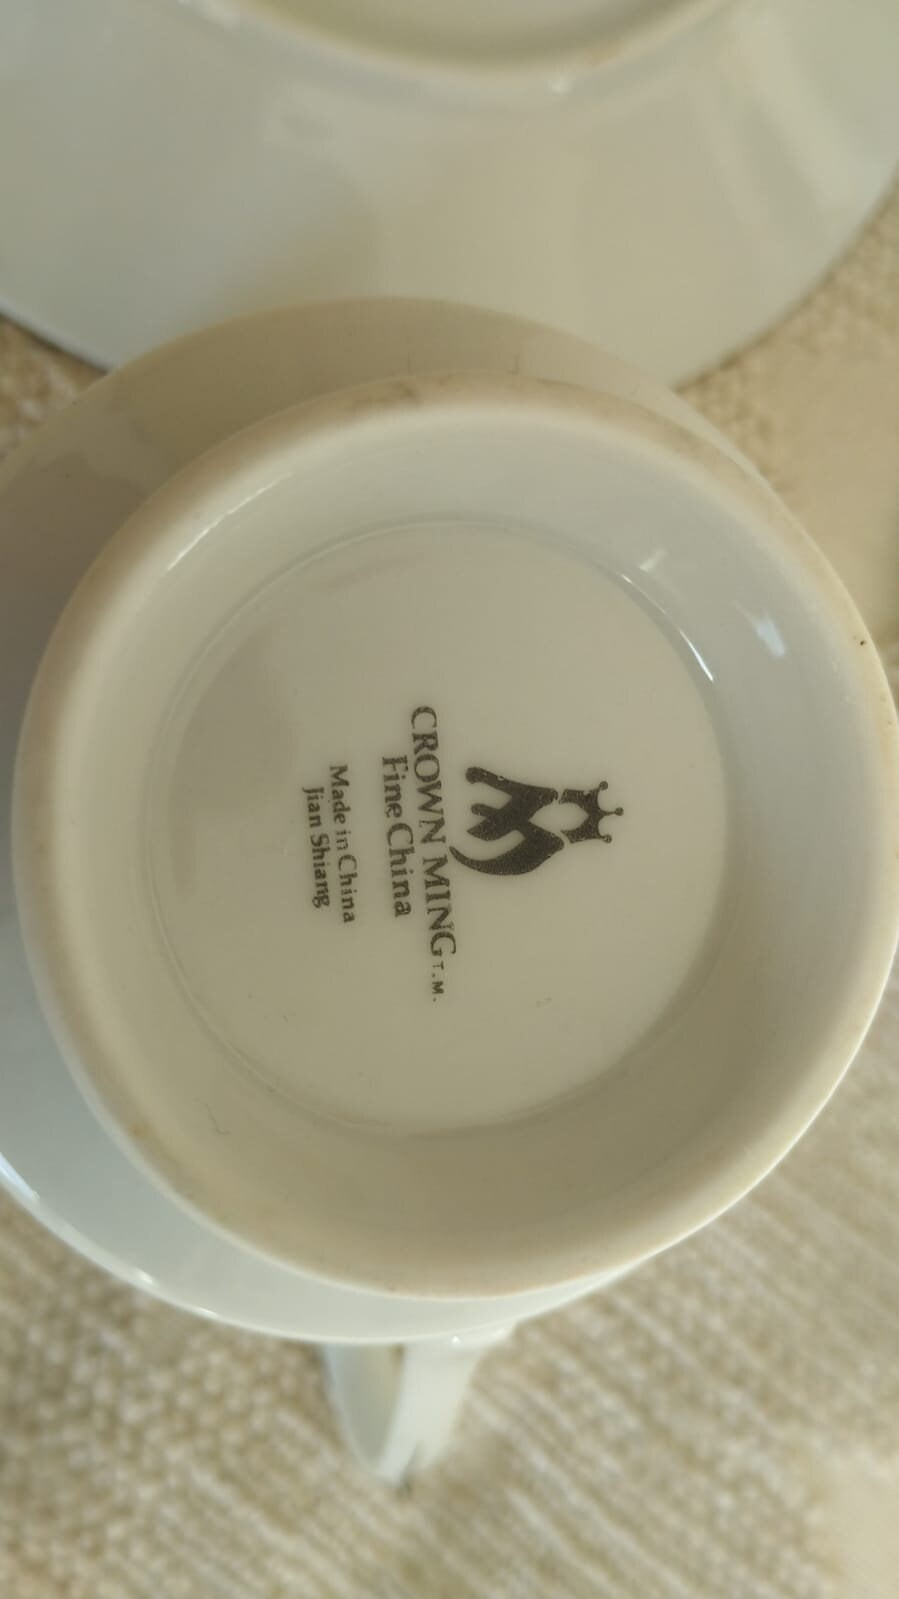 CROWN MING T.M.
Fine China
Made in China
Jian Shiang